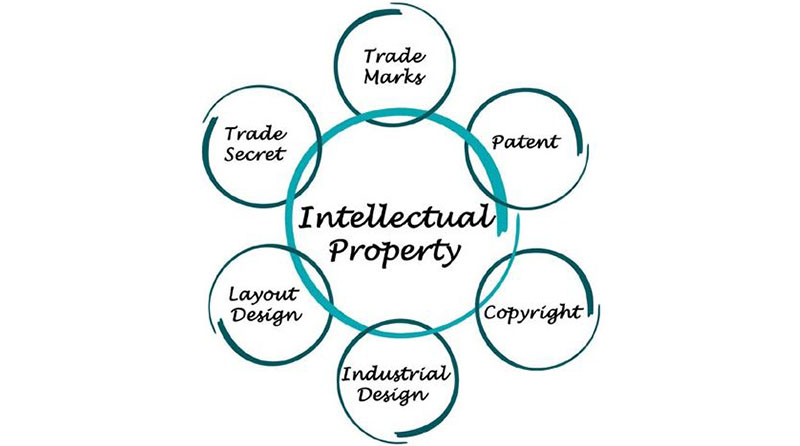 Trade
Marks
Trade
Secret
Patent
Intellectual
Property
Layout
Design
Copyright
Industrial
Design